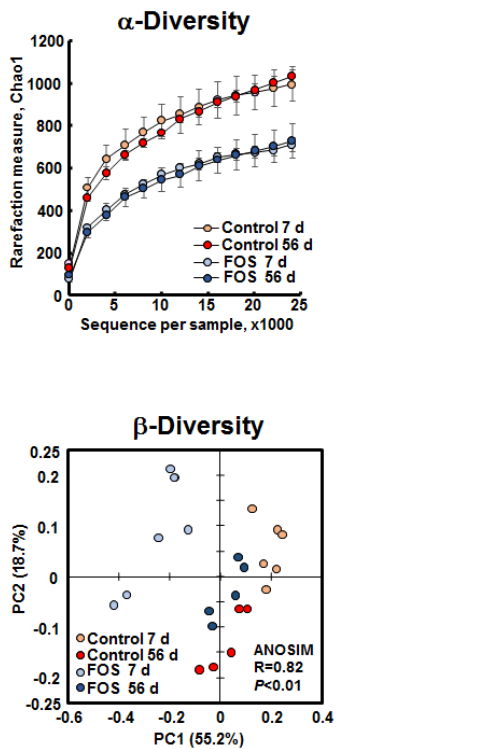 α-Diversity
Rarefaction measure, Chao1
1200
1000
800
600
400
200
0
0 5 10 15 20 25
Sequence per sample, x1000
Control 7 d
Control 56 d
FOS 7 d
FOS 56 d
β-Diversity
PC2 (18.7%)
0.25
0.2
0.1
0
-0.1
-0.2
-0.25
-0.6 -0.4 -0.2 0 0.2 0.4
PC1 (55.2%)
Control 7 d
Control 56 d
FOS 7 d
FOS 56 d
ANOSIM
R=0.82
P<0.01